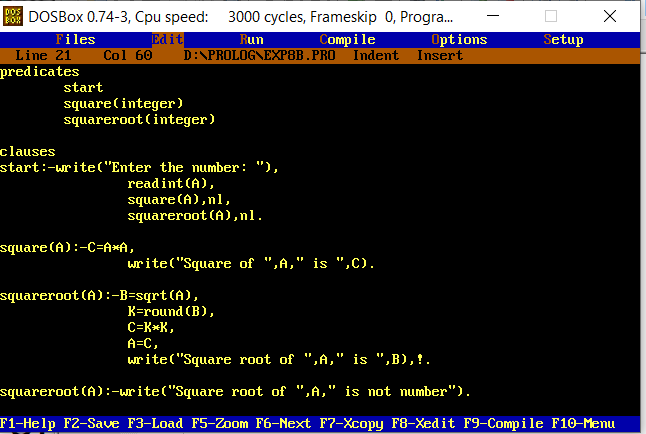 DOSBox 0.74-3, Cpu speed: 3000 cycles, Frameskip 0, Progra...
Files Edit Run Compile Options Setup
Line 21 Col 60 D:\PROLOG\EXP8B.PRO Indent Insert
predicates
start
square(integer)
squareroot(integer)
clauses
start:-write("Enter the number: "),
readint(A),
square(A),nl,
squareroot(A),nl.
square(A):-C=A*A,
write("Square of ",A," is ",C).
squareroot(A):-B=sqrt(A),
K=round(B),
C=K*K,
A=C,
write("Square root of ",A," is ",B),!.
squareroot(A):-write("Square root of ",A," is not number").
F1-Help F2-Save F3-Load F5-Zoom F6-Next F7-Xcopy F8-Xedit F9-Compile F10-Menu